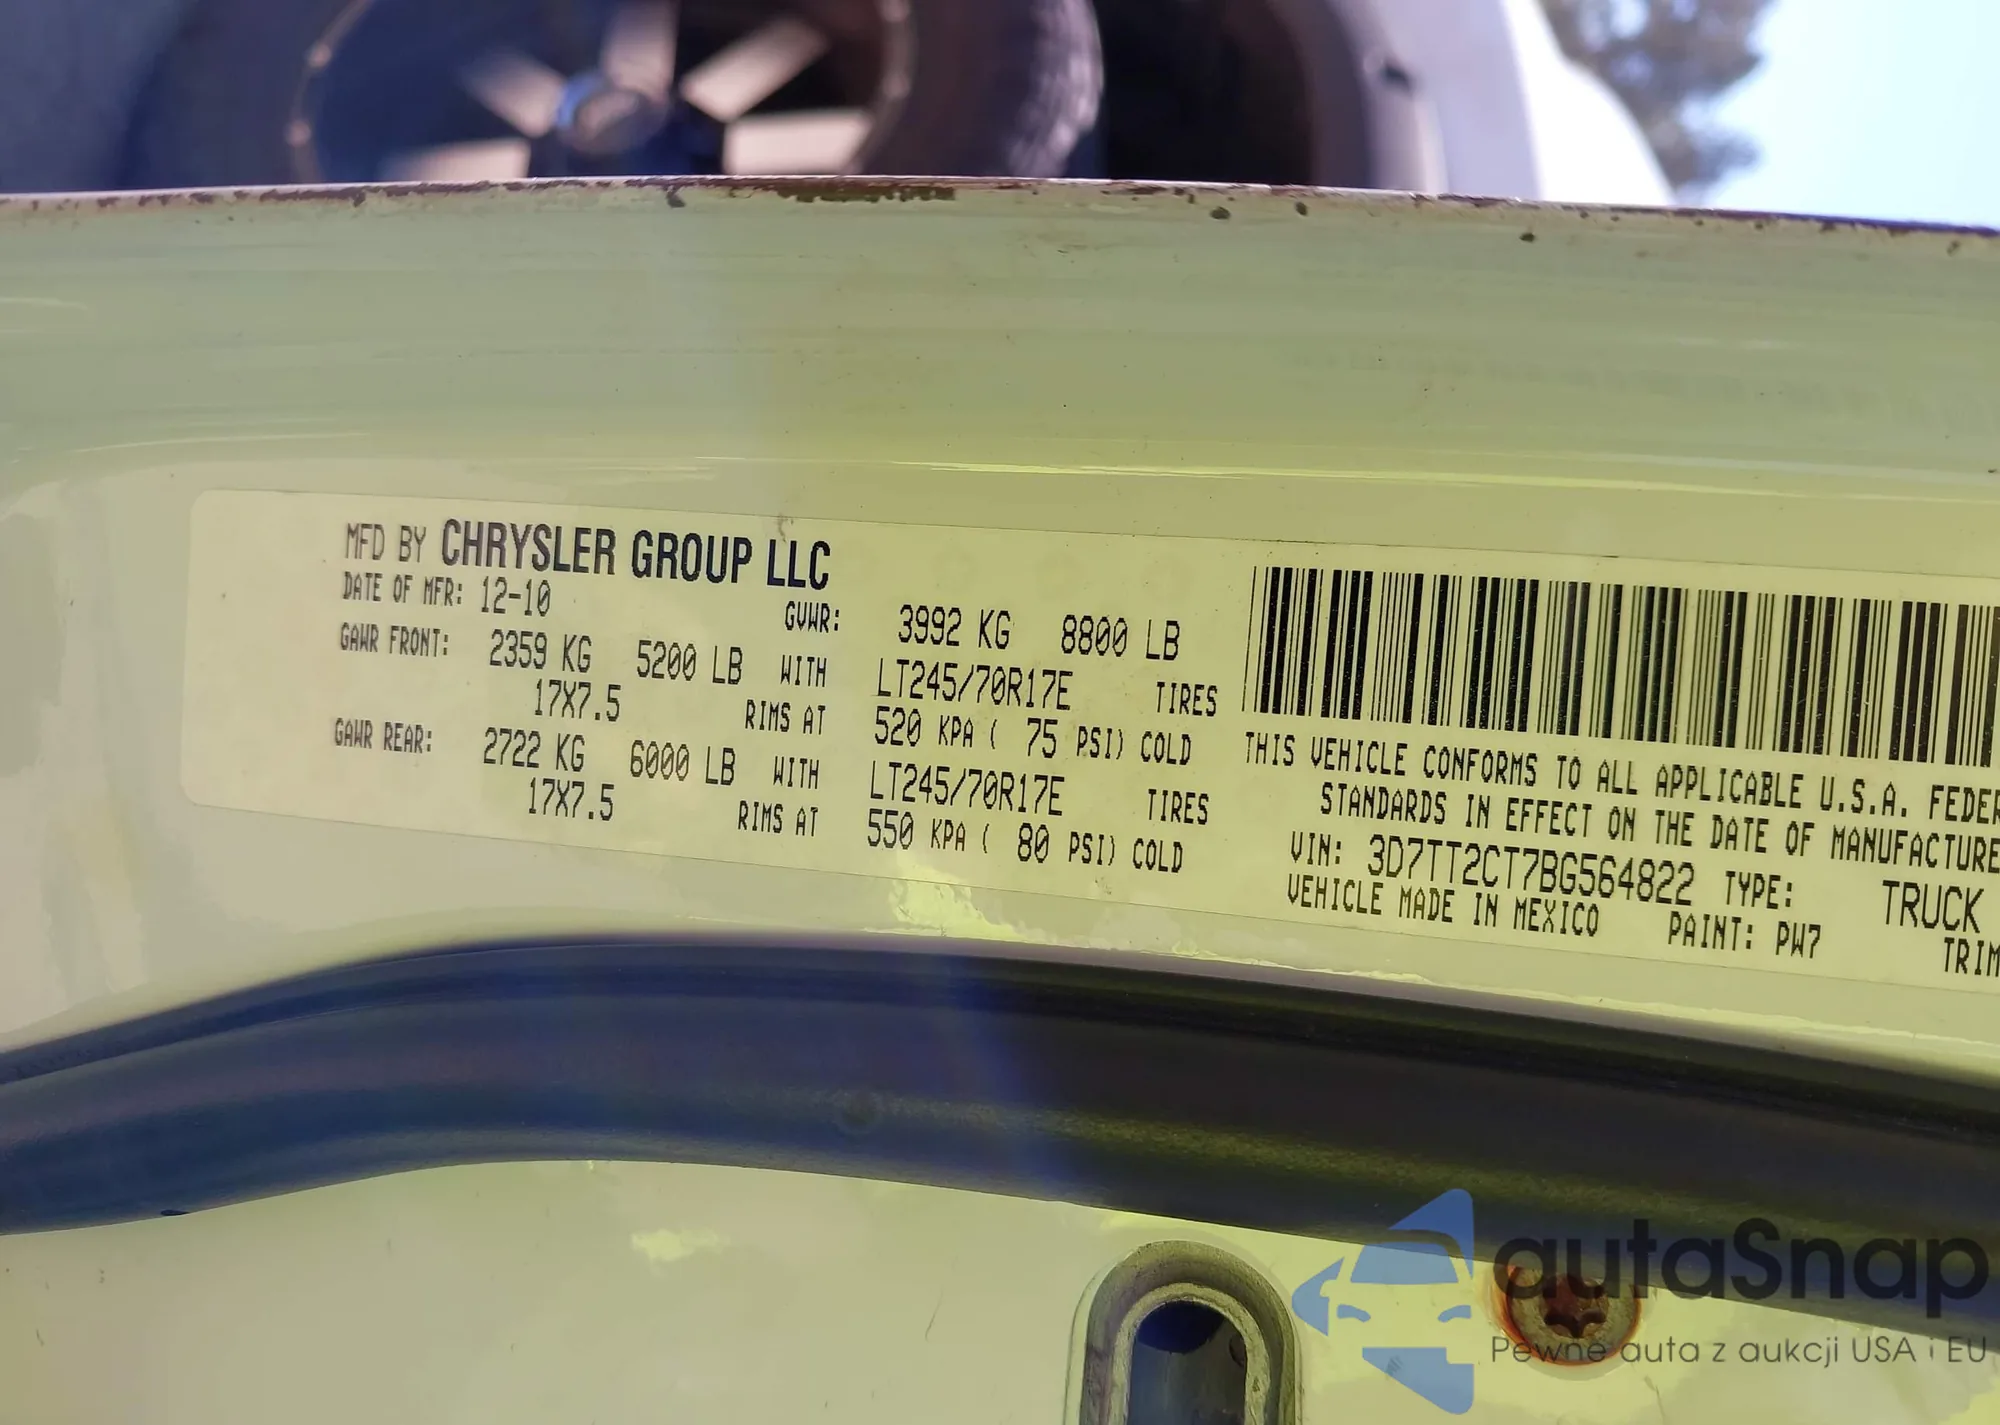 MFD BY CHRYSLER GROUP LLC
DATE OF MFR: 12-10 GVWR: 3992 KG 8800 LB
GAWR FRONT: 2359 KG 5200 LB WITH LT245/70R17E TIRES
17X7.5 RIMS AT 520 KPA ( 75 PSI) COLD
GAWR REAR: 2722 KG 6000 LB WITH LT245/70R17E TIRES
17X7.5 RIMS AT 550 KPA ( 80 PSI) COLD
THIS VEHICLE CONFORMS TO ALL APPLICABLE U.S.A. FEDER
STANDARDS IN EFFECT ON THE DATE OF MANUFACTURE
VIN: 3D7TT2CT7BG564822 TYPE: TRUCK
VEHICLE MADE IN MEXICO PAINT: PW7 TRIM
autaSnap
Pewne auta z aukcji USA i EU